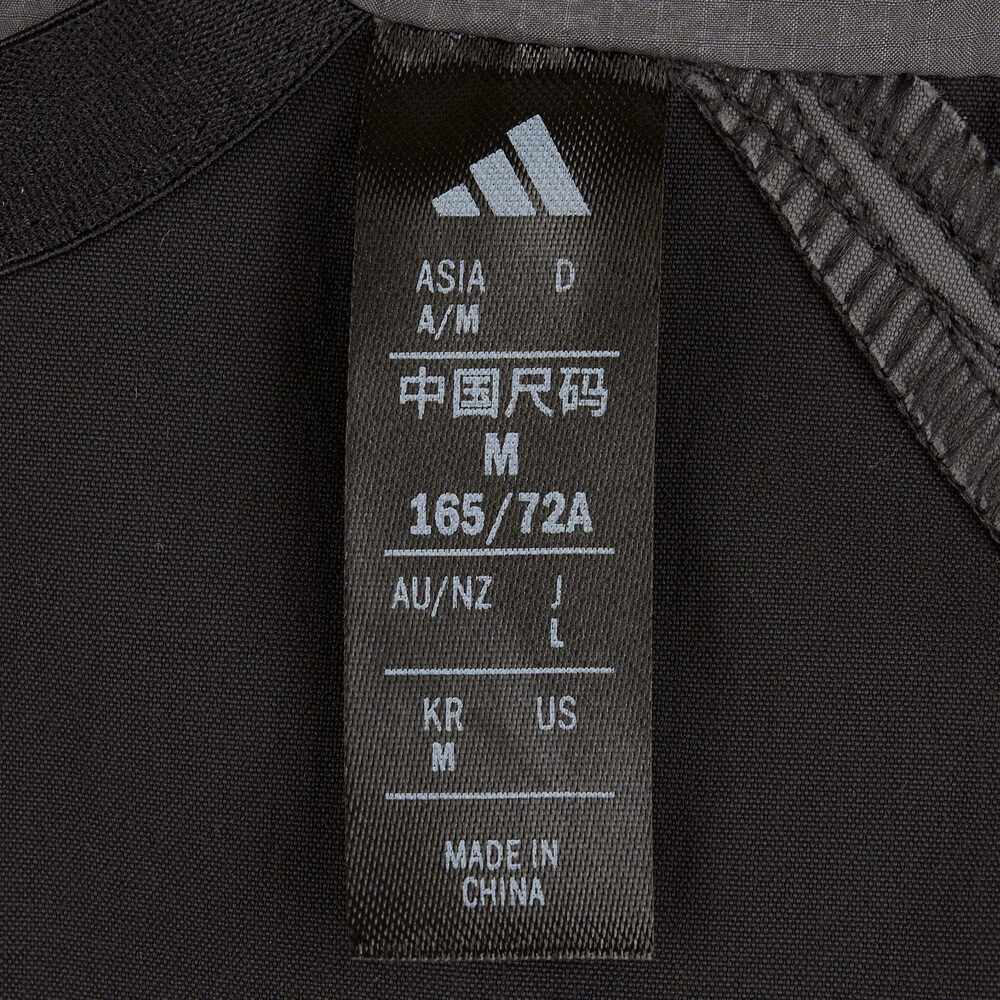 ASIA D
A/M
中国尺码
M
165/72A
AU/NZ J
L
KR US
M
MADE IN
CHINA